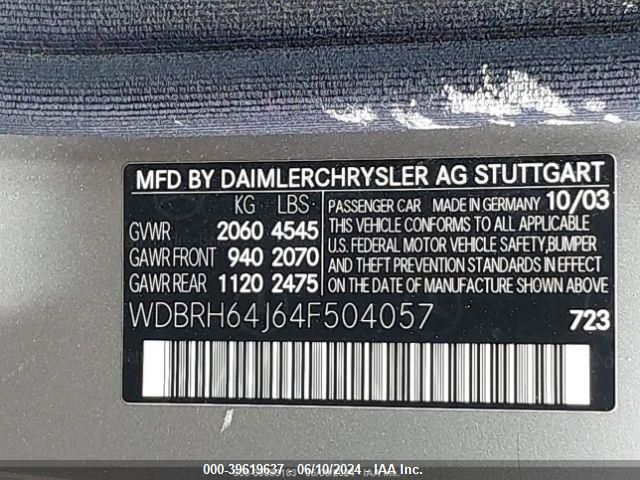 MFD BY DAIMLERCHRYSLER AG STUTTGART
KG LBS
GVWR 2060 4545
GAWR FRONT 940 2070
GAWR REAR 1120 2475
PASSENGER CAR MADE IN GERMANY 10/03
THIS VEHICLE CONFORMS TO ALL APPLICABLE
U.S. FEDERAL MOTOR VEHICLE SAFETY,BUMPER
AND THEFT PREVENTION STANDARDS IN EFFECT
ON THE DATE OF MANUFACTURE SHOWN ABOVE
WDBRH64J64F504057 723
000-39619637 - 06/10/2024 - IAA Inc.